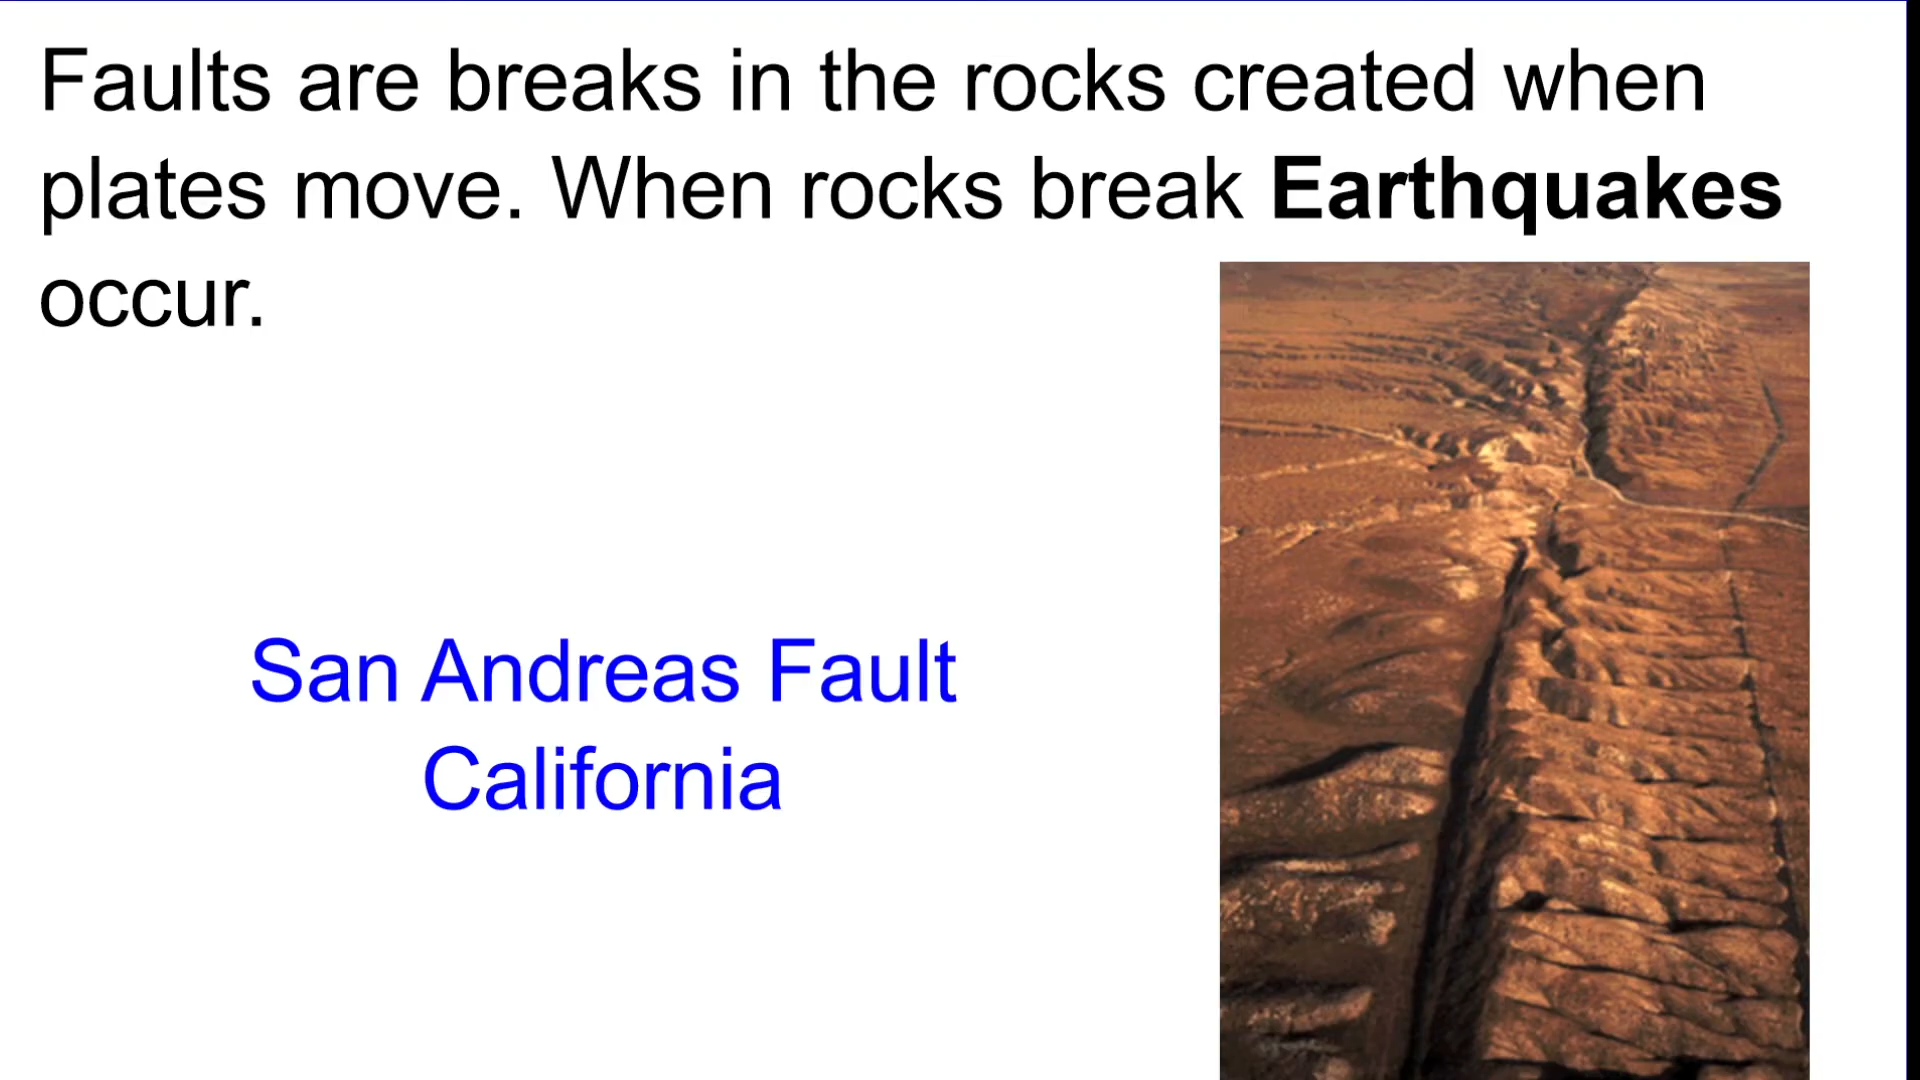 Faults are breaks in the rocks created when
plates move. When rocks break Earthquakes
occur.
San Andreas Fault
California